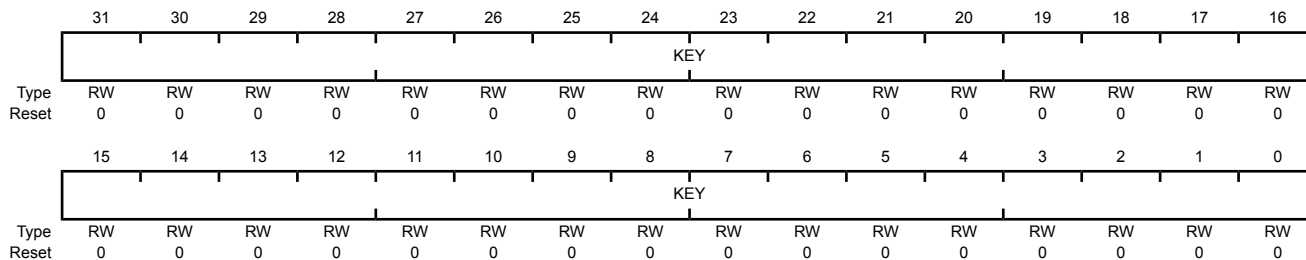 31 30 29 28 27 26 25 24 23 22 21 20 19 18 17 16
KEY
Type RW RW RW RW RW RW RW RW RW RW RW RW RW RW RW RW
Reset 0 0 0 0 0 0 0 0 0 0 0 0 0 0 0 0
15 14 13 12 11 10 9 8 7 6 5 4 3 2 1 0
KEY
Type RW RW RW RW RW RW RW RW RW RW RW RW RW RW RW RW
Reset 0 0 0 0 0 0 0 0 0 0 0 0 0 0 0 0